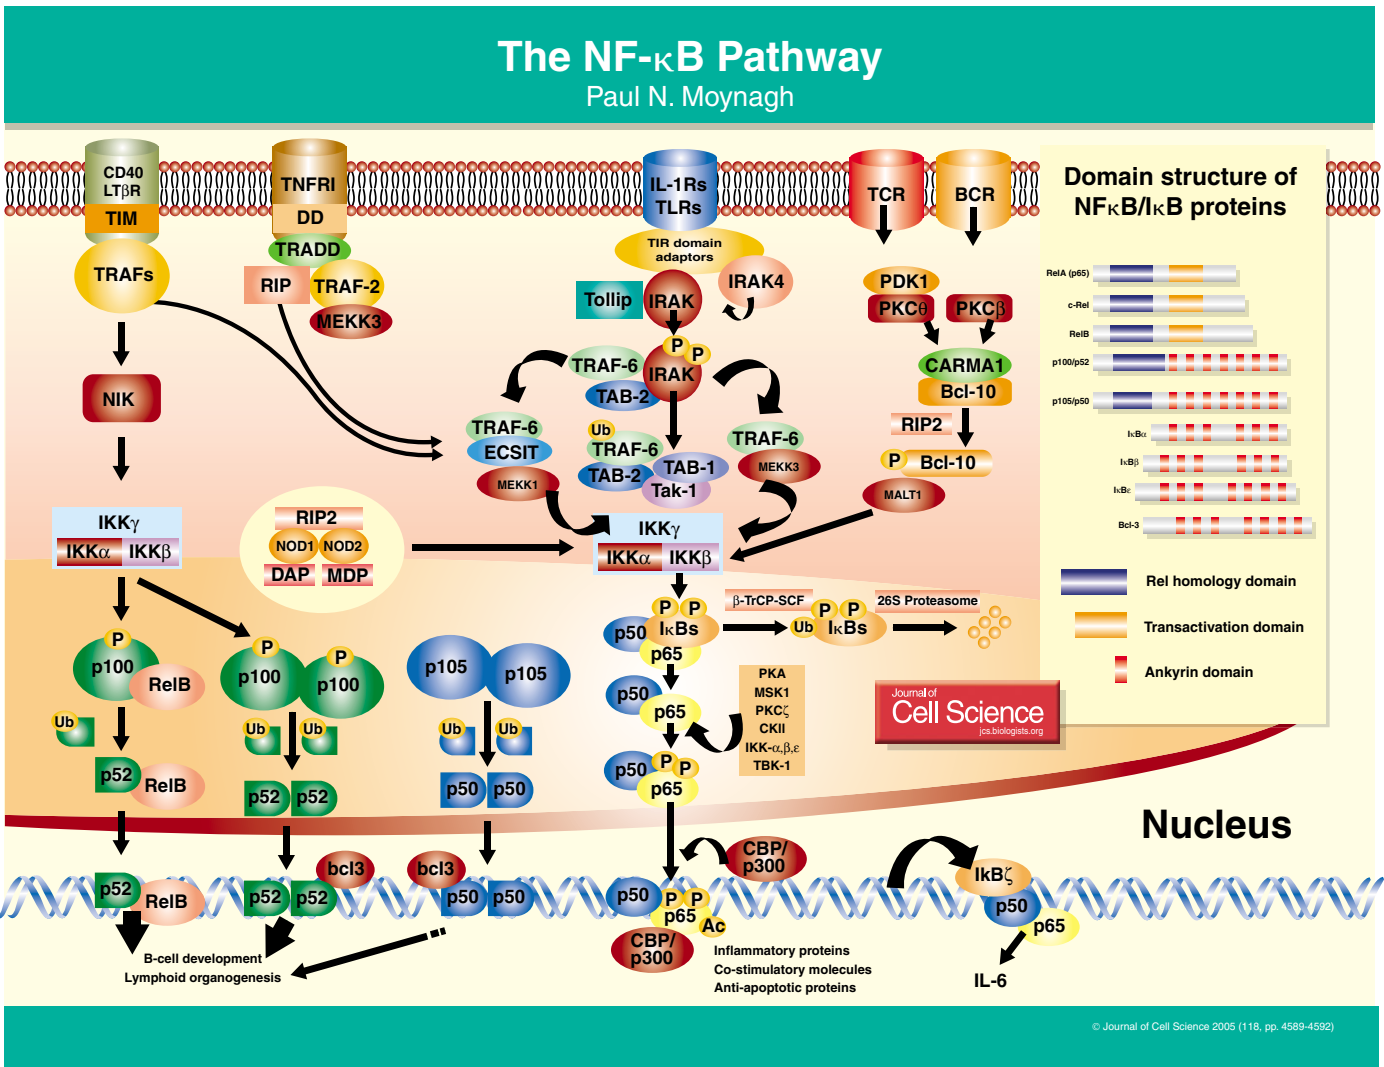 The NF-κB Pathway
Paul N. Moynagh
CD40
LTβR
TIM
TRAFs
NIK
TNFRI
DD
TRADD
RIP
TRAF-2
MEKK3
IL-1Rs
TLRs
TIR domain
adaptors
Tollip
IRAK
IRAK4
P
P
IRAK
TRAF-6
TAB-2
TRAF-6
ECSIT
MEKK1
Ub
TRAF-6
TAB-2
TAB-1
Tak-1
TRAF-6
MEKK3
TCR
BCR
PDK1
PKCθ
PKCβ
CARMA1
Bcl-10
RIP2
P
Bcl-10
MALT1
IKKγ
IKKα
IKKβ
RIP2
NOD1
NOD2
DAP
MDP
IKKγ
IKKα
IKKβ
P
p100
RelB
Ub
p52
RelB
P
p100
P
p100
Ub
Ub
p52
p52
p105
p105
Ub
Ub
p50
p50
P
P
p50
IκBs
p65
β-TrCP-SCF
P
P
Ub
IκBs
26S Proteasome
p50
p65
PKA
MSK1
PKCζ
CKII
IKK-α,β,ε
TBK-1
p50
P
P
p65
CBP/
p300
p52
RelB
p52
p52
bcl3
bcl3
p50
p50
p50
P
P
p65
Ac
CBP/
p300
IkBζ
p50
p65
IL-6
B-cell development
Lymphoid organogenesis
Inflammatory proteins
Co-stimulatory molecules
Anti-apoptotic proteins
Nucleus
Domain structure of
NFκB/IκB proteins
RelA (p65)
c-Rel
RelB
p100/p52
p105/p50
IκBα
IκBβ
IκBε
Bcl-3
Rel homology domain
Transactivation domain
Ankyrin domain
Journal of
Cell Science
jcs.biologists.org
© Journal of Cell Science 2005 (118, pp. 4589-4592)